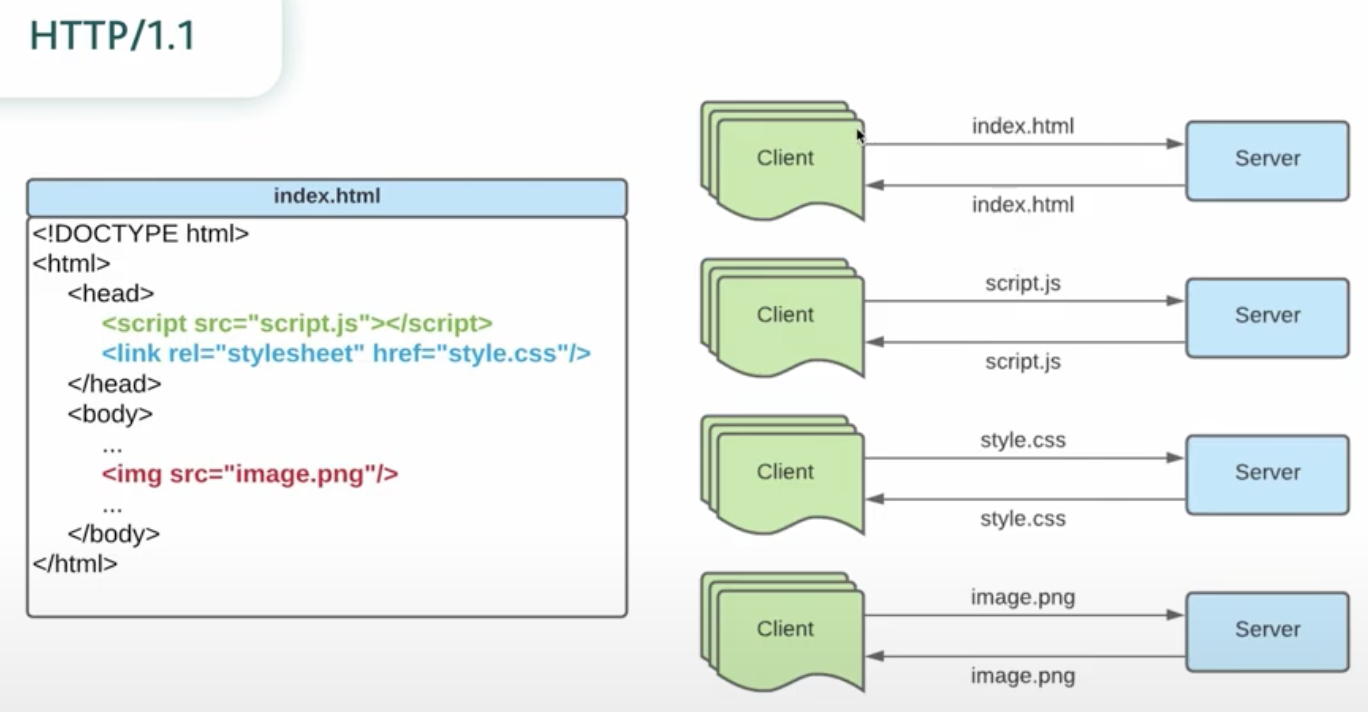 HTTP/1.1
index.html
<!DOCTYPE html>
<html>
<head>
<script src="script.js"></script>
<link rel="stylesheet" href="style.css"/>
</head>
<body>
...
<img src="image.png"/>
...
</body>
</html>
index.html
Client
Server
index.html
script.js
Client
Server
script.js
style.css
Client
Server
style.css
image.png
Client
Server
image.png